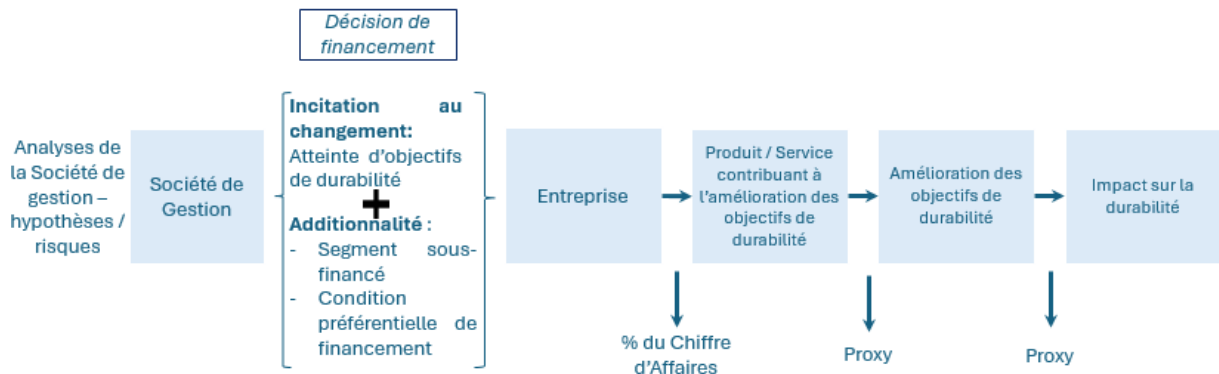 Décision de
financement
Analyses de
la Société de
gestion –
hypothèses /
risques
Société de
Gestion
Incitation au
changement:
Atteinte d'objectifs
de durabilité
+
Additionnalité :
- Segment sous-
financé
- Condition
préférentielle de
financement
Entreprise
Produit / Service
contribuant à
l'amélioration des
objectifs de
durabilité
Amélioration des
objectifs de
durabilité
Impact sur la
durabilité
% du Chiffre
d'Affaires
Proxy
Proxy